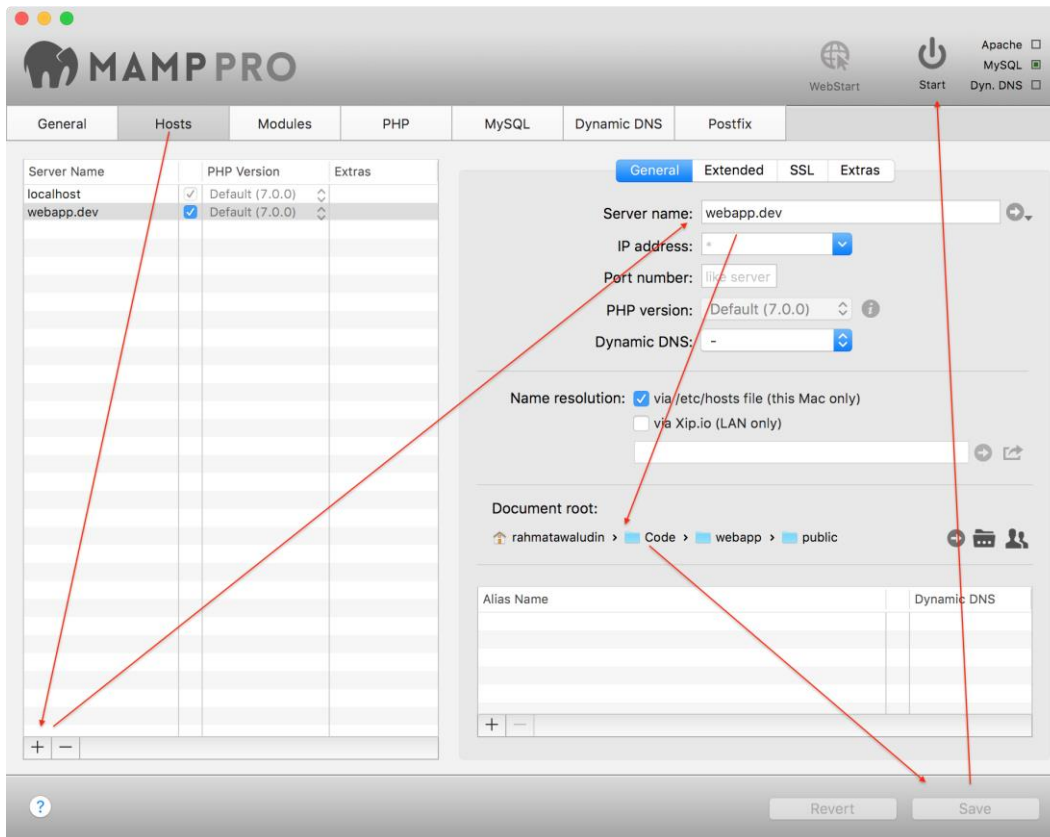 MAMP PRO
WebStart
Start
Apache
MySQL
Dyn. DNS
General Hosts Modules PHP MySQL Dynamic DNS Postfix
Server Name PHP Version Extras
localhost Default (7.0.0)
webapp.dev Default (7.0.0)
General Extended SSL Extras
Server name: webapp.dev
IP address: *
Port number: like server
PHP version: Default (7.0.0)
Dynamic DNS: -
Name resolution: via /etc/hosts file (this Mac only)
via Xip.io (LAN only)
Document root:
rahmatawaludin › Code › webapp › public
Alias Name Dynamic DNS
+ −
+ −
? Revert Save